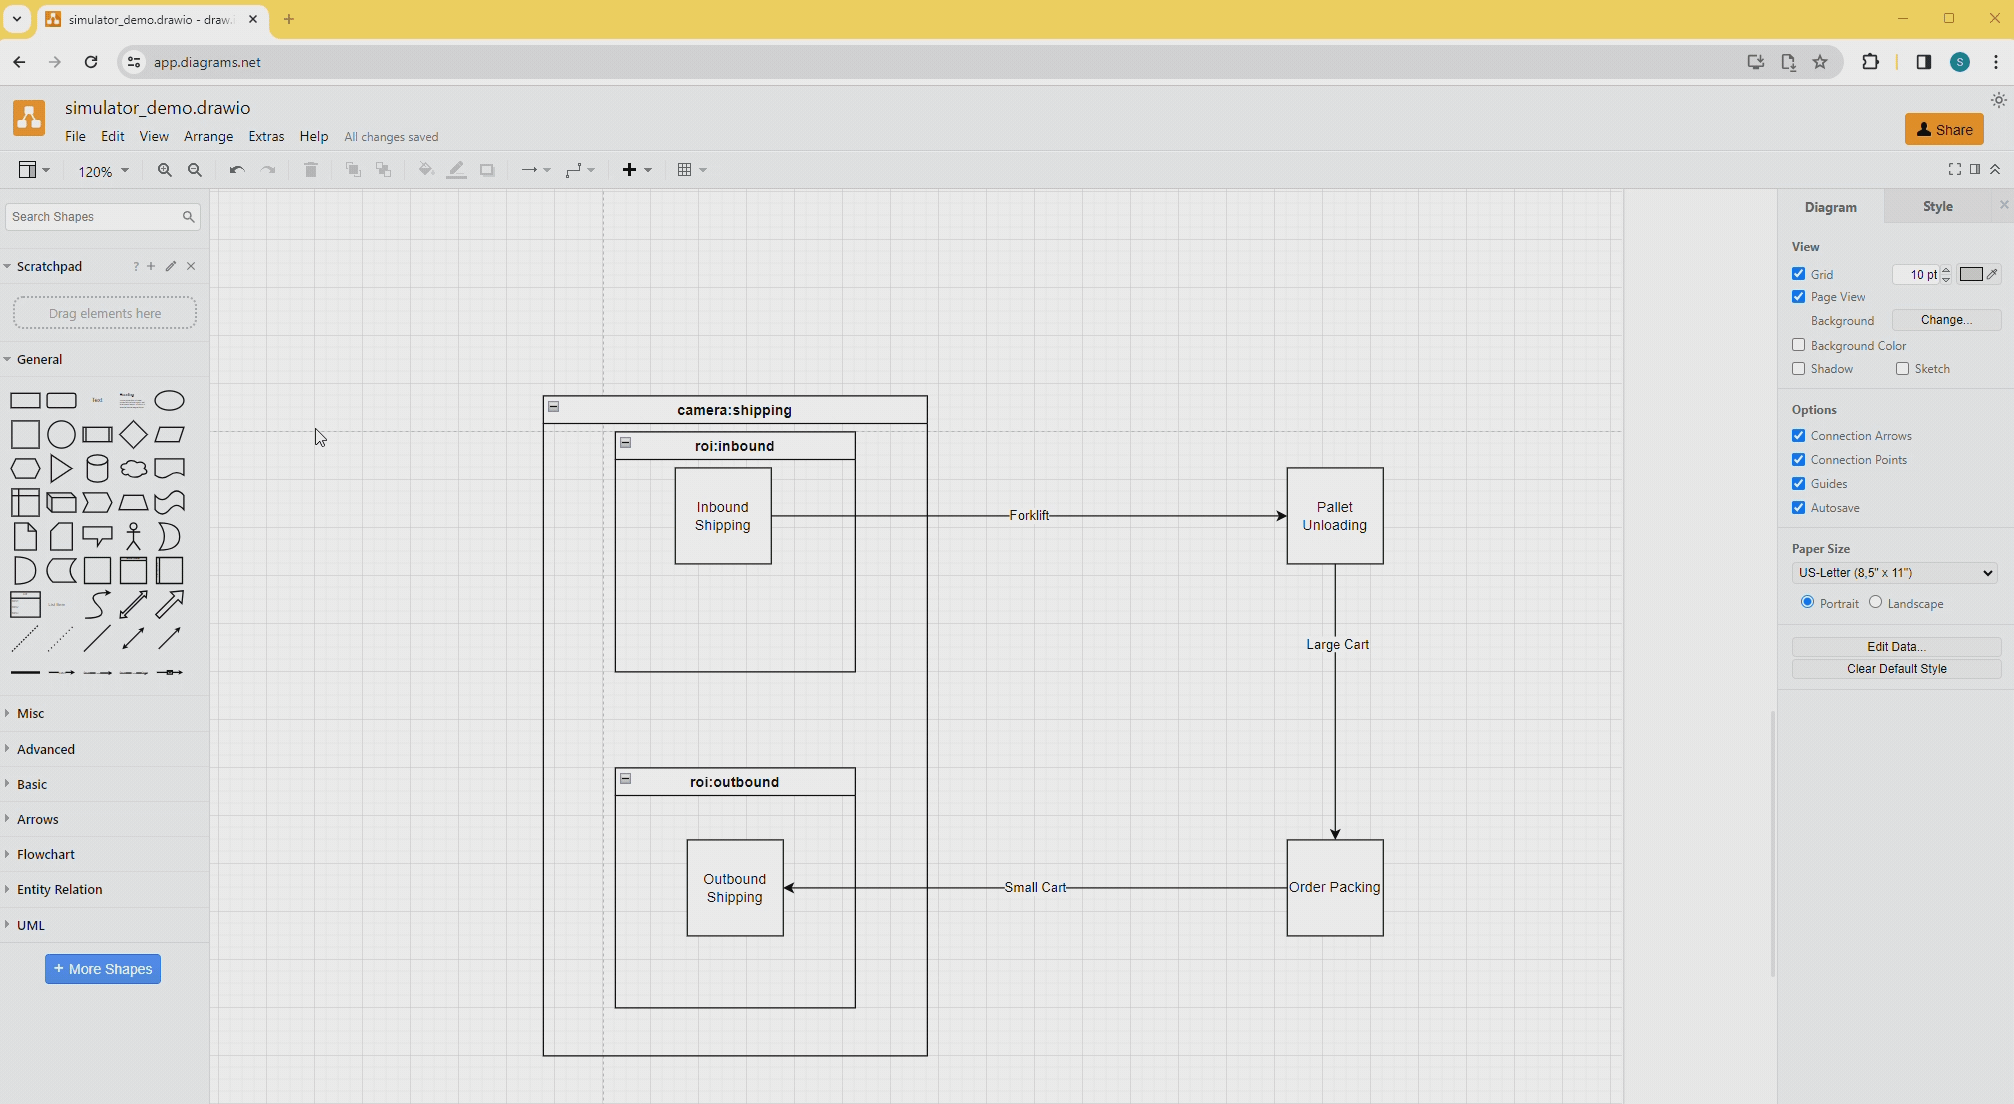 simulator_demo.drawio - draw.i
app.diagrams.net
S
simulator_demo.drawio
File Edit View Arrange Extras Help All changes saved
Share
120%
Search Shapes
Scratchpad
? +
Drag elements here
General
Text
Heading
Misc
Advanced
Basic
Arrows
Flowchart
Entity Relation
UML
+ More Shapes
camera:shipping
roi:inbound
Inbound
Shipping
Forklift
Pallet
Unloading
Large Cart
roi:outbound
Outbound
Shipping
Small Cart
Order Packing
Diagram Style
View
Grid 10 pt
Page View
Background Change...
Background Color
Shadow Sketch
Options
Connection Arrows
Connection Points
Guides
Autosave
Paper Size
US-Letter (8,5" x 11")
Portrait Landscape
Edit Data...
Clear Default Style